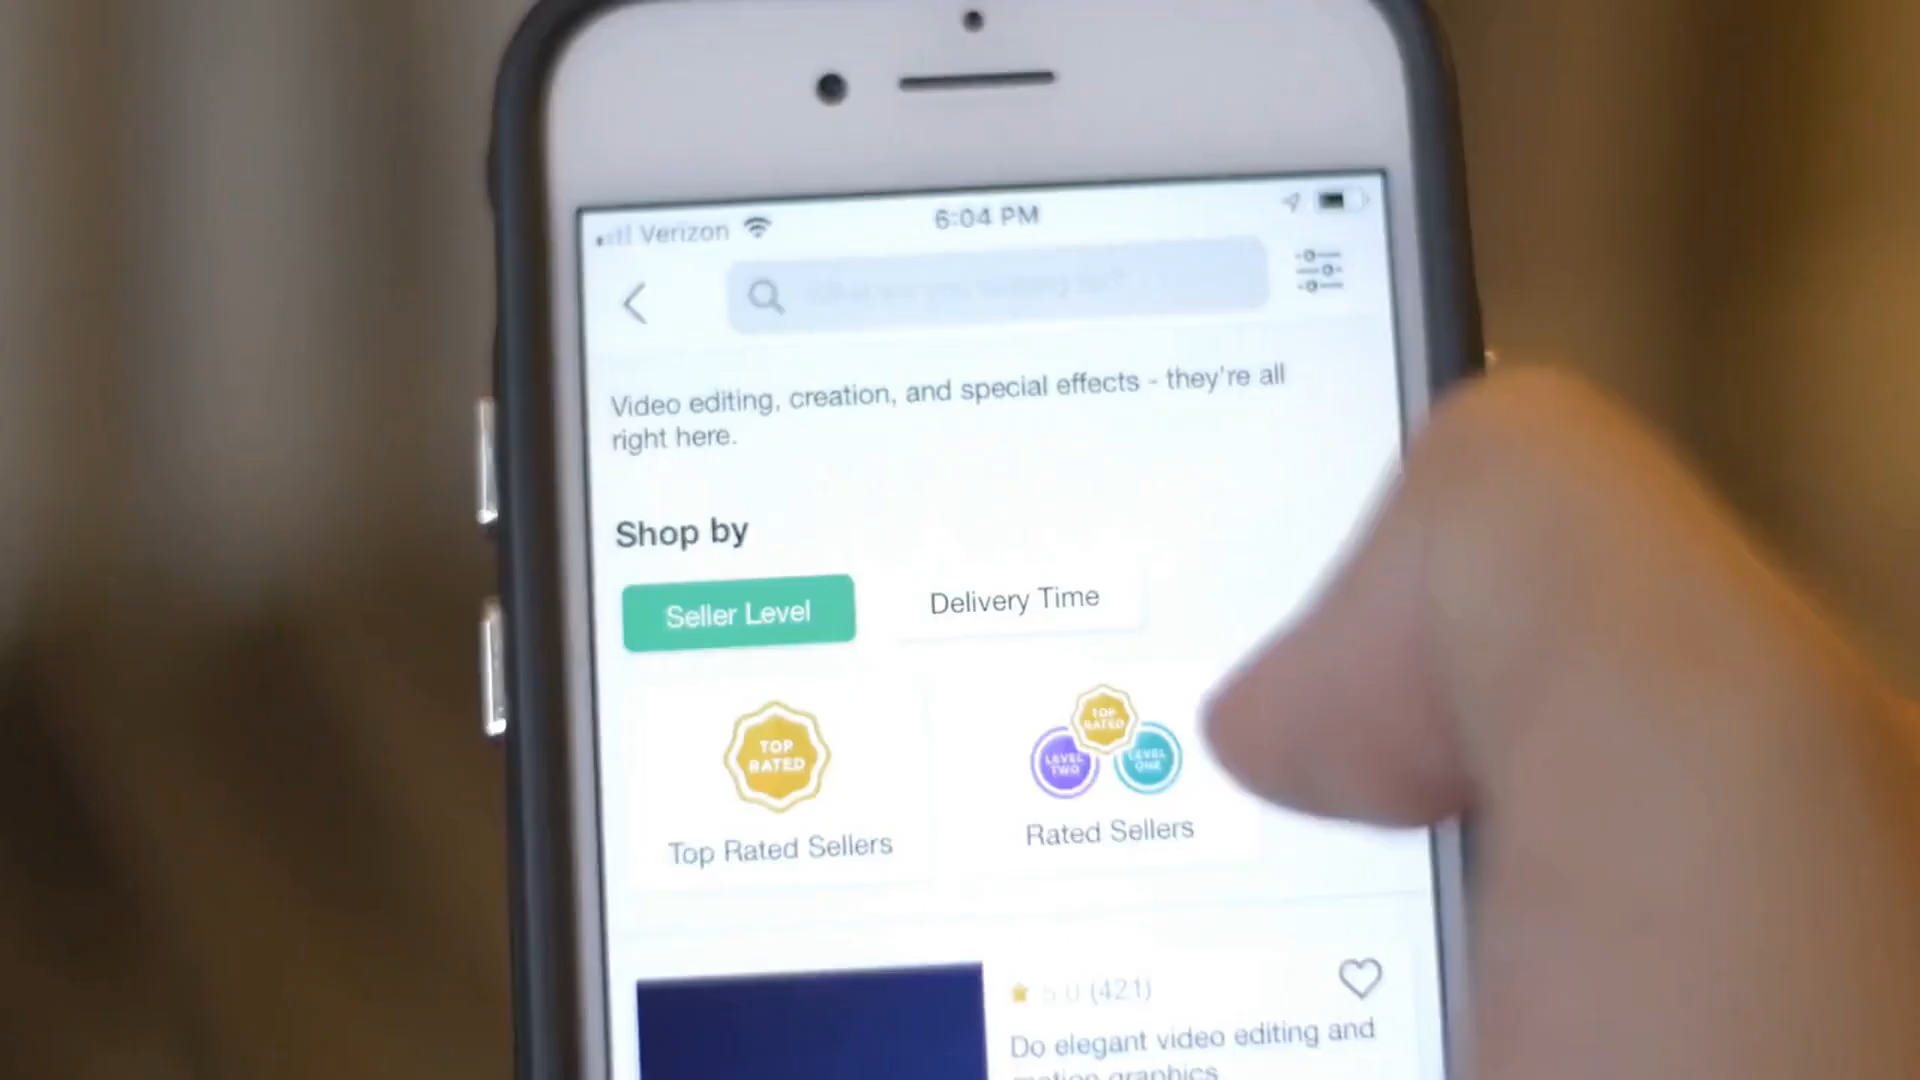 Verizon
6:04 PM
Video editing, creation, and special effects - they're all
right here.
Shop by
Seller Level
Delivery Time
TOP
RATED
TOP
RATED
LEVEL
TWO
LEVEL
ONE
Top Rated Sellers
Rated Sellers
5.0 (421)
Do elegant video editing and
motion graphics